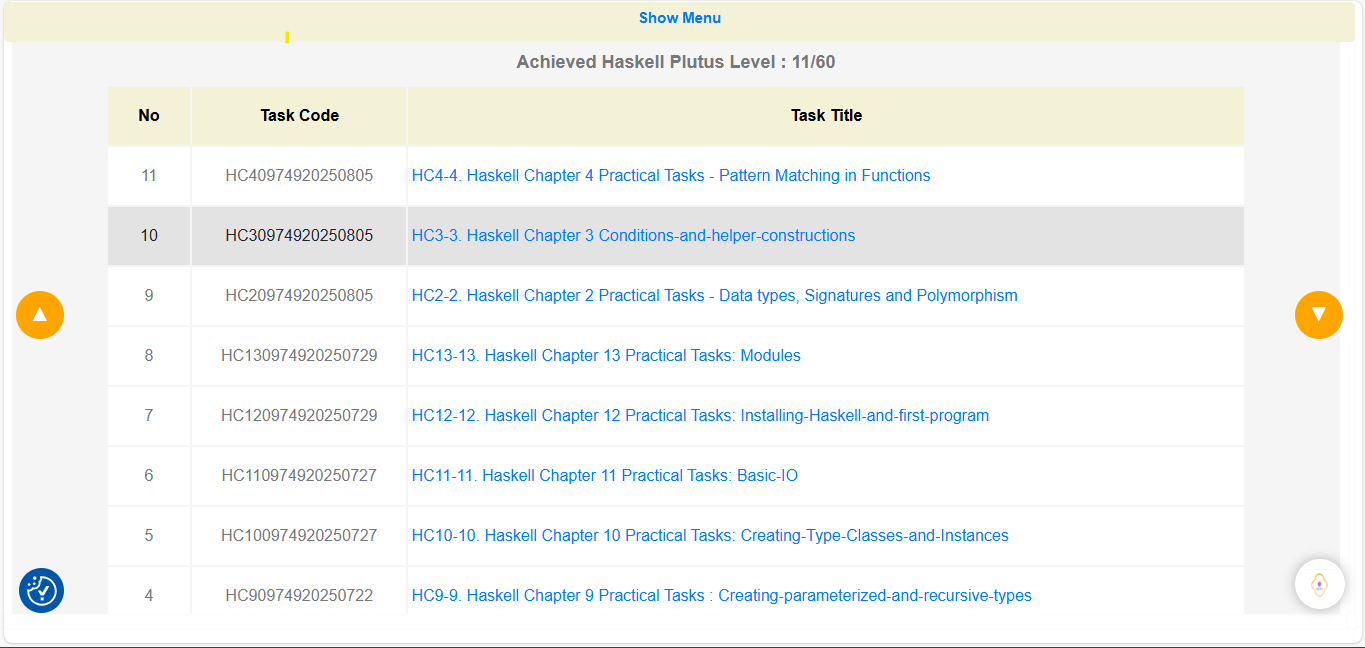 Show Menu
Achieved Haskell Plutus Level : 11/60
No Task Code Task Title
11 HC40974920250805 HC4-4. Haskell Chapter 4 Practical Tasks - Pattern Matching in Functions
10 HC30974920250805 HC3-3. Haskell Chapter 3 Conditions-and-helper-constructions
9 HC20974920250805 HC2-2. Haskell Chapter 2 Practical Tasks - Data types, Signatures and Polymorphism
8 HC130974920250729 HC13-13. Haskell Chapter 13 Practical Tasks: Modules
7 HC120974920250729 HC12-12. Haskell Chapter 12 Practical Tasks: Installing-Haskell-and-first-program
6 HC110974920250727 HC11-11. Haskell Chapter 11 Practical Tasks: Basic-IO
5 HC100974920250727 HC10-10. Haskell Chapter 10 Practical Tasks: Creating-Type-Classes-and-Instances
4 HC90974920250722 HC9-9. Haskell Chapter 9 Practical Tasks : Creating-parameterized-and-recursive-types